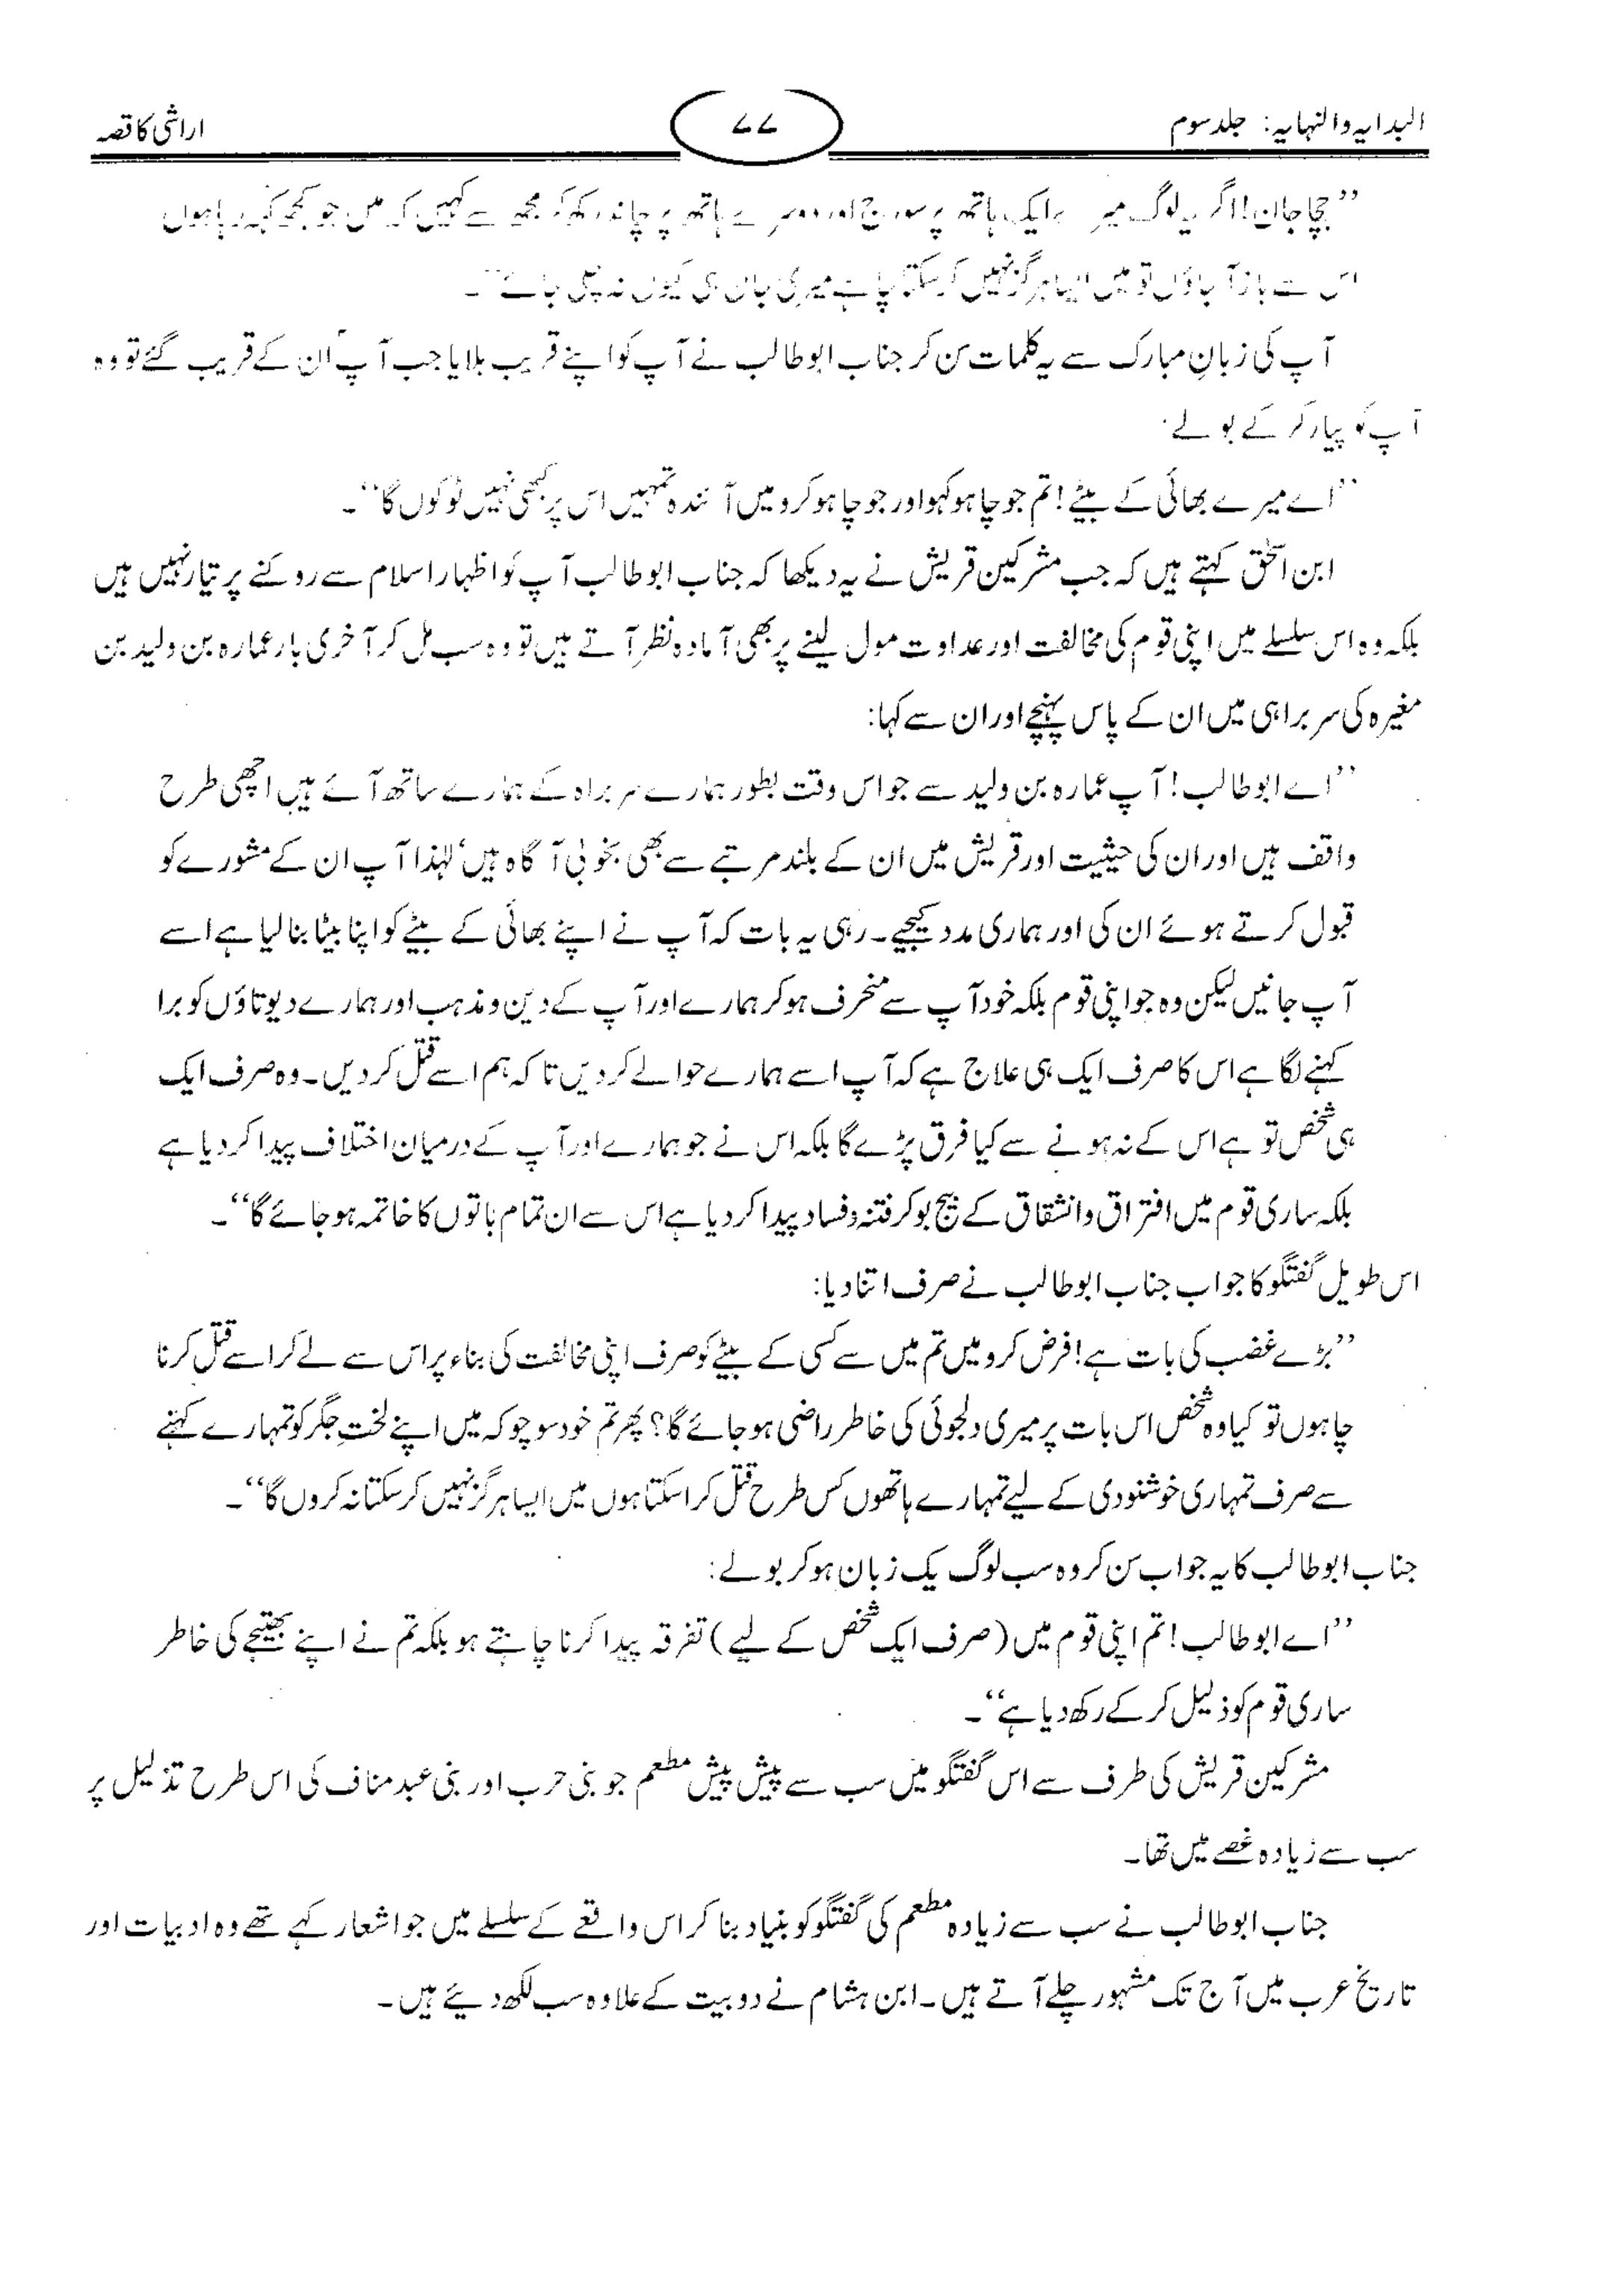 البدایہ والنہایہ: جلد سوم
۷۷
اراشی کا قصہ
’’چچا جان! اگر یہ لوگ میرے ایک ہاتھ پر سورج اور دوسرے ہاتھ پر چاند رکھ کر مجھ سے کہیں کہ میں جو کچھ کہہ رہا ہوں
اس سے باز آ جاؤں تو میں ایسا ہرگز نہیں کر سکتا چاہے میری جان ہی کیوں نہ چلی جائے‘‘۔
آپ کی زبانِ مبارک سے یہ کلمات سن کر جناب ابوطالب نے آپ کو اپنے قریب بلایا جب آپ ان کے قریب گئے تو وہ
آپ کو پیار کر کے بولے:
’’اے میرے بھائی کے بیٹے! تم جو چاہو کہو اور جو چاہو کرو میں آئندہ تمہیں اس پر کبھی نہیں ٹوکوں گا‘‘۔
ابن اسحٰق کہتے ہیں کہ جب مشرکین قریش نے یہ دیکھا کہ جناب ابوطالب آپ کو اظہار اسلام سے روکنے پر تیار نہیں ہیں
بلکہ وہ اس سلسلے میں اپنی قوم کی مخالفت اور عداوت مول لینے پر بھی آمادہ نظر آتے ہیں تو وہ سب مل کر آخری بار عمارہ بن ولید بن
مغیرہ کی سربراہی میں ان کے پاس پہنچے اور ان سے کہا:
’’اے ابوطالب! آپ عمارہ بن ولید سے جو اس وقت بطور ہمارے سربراہ کے ہمارے ساتھ آئے ہیں اچھی طرح
واقف ہیں اور ان کی حیثیت اور قریش میں ان کے بلند مرتبے سے بھی بخوبی آگاہ ہیں‘ لہٰذا آپ ان کے مشورے کو
قبول کرتے ہوئے ان کی اور ہماری مدد کیجیے۔ رہی یہ بات کہ آپ نے اپنے بھائی کے بیٹے کو اپنا بیٹا بنا لیا ہے اسے
آپ جانیں لیکن وہ جو اپنی قوم بلکہ خود آپ سے منحرف ہو کر ہمارے اور آپ کے دین و مذہب اور ہمارے دیوتاؤں کو برا
کہنے لگا ہے اس کا صرف ایک ہی علاج ہے کہ آپ اسے ہمارے حوالے کر دیں تا کہ ہم اسے قتل کر دیں۔ وہ صرف ایک
ہی شخص تو ہے اس کے نہ ہونے سے کیا فرق پڑے گا بلکہ اس نے جو ہمارے اور آپ کے درمیان اختلاف پیدا کر دیا ہے
بلکہ ساری قوم میں افتراق و انشقاق کے بیج بو کر فتنہ و فساد پیدا کر دیا ہے اس سے ان تمام باتوں کا خاتمہ ہو جائے گا‘‘۔
اس طویل گفتگو کا جواب جناب ابوطالب نے صرف اتنا دیا:
’’بڑے غضب کی بات ہے! فرض کرو میں تم میں سے کسی کے بیٹے کو صرف اپنی مخالفت کی بناء پر اس سے لے کر اسے قتل کرنا
چاہوں تو کیا وہ شخص اس بات پر میری دلجوئی کی خاطر راضی ہو جائے گا؟ پھر تم خود سوچو کہ میں اپنے لختِ جگر کو تمہارے کہنے
سے صرف تمہاری خوشنودی کے لیے تمہارے ہاتھوں کس طرح قتل کرا سکتا ہوں میں ایسا ہرگز نہیں کر سکتا نہ کروں گا‘‘۔
جناب ابوطالب کا یہ جواب سن کر وہ سب لوگ یک زبان ہو کر بولے:
’’اے ابوطالب! تم اپنی قوم میں (صرف ایک شخص کے لیے) تفرقہ پیدا کرنا چاہتے ہو بلکہ تم نے اپنے بھتیجے کی خاطر
ساری قوم کو ذلیل کر کے رکھ دیا ہے‘‘۔
مشرکین قریش کی طرف سے اس گفتگو میں سب سے پیش پیش مطعم جو بنی حرب اور بنی عبد مناف کی اس طرح تذلیل پر
سب سے زیادہ غصے میں تھا۔
جناب ابوطالب نے سب سے زیادہ مطعم کی گفتگو کو بنیاد بنا کر اس واقعے کے سلسلے میں جو اشعار کہے تھے وہ ادبیات اور
تاریخ عرب میں آج تک مشہور چلے آتے ہیں۔ ابن ہشام نے دو بیت کے علاوہ سب لکھ دیئے ہیں۔